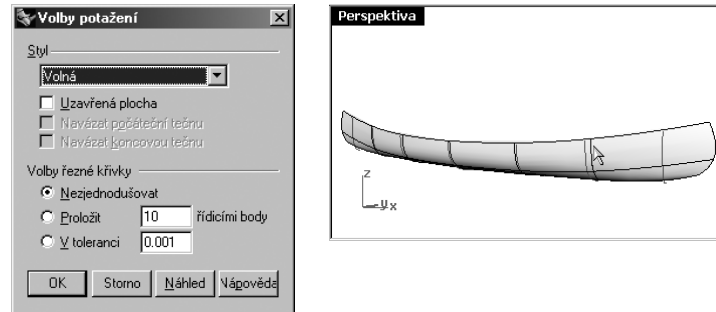 Volby potažení
Styl
Volná
Uzavřená plocha
Navázat počáteční tečnu
Navázat koncovou tečnu
Volby řezné křivky
Nezjednodušovat
Proložit 10 řídicími body
V toleranci 0.001
OK Storno Náhled Nápověda
Perspektiva
z
y x